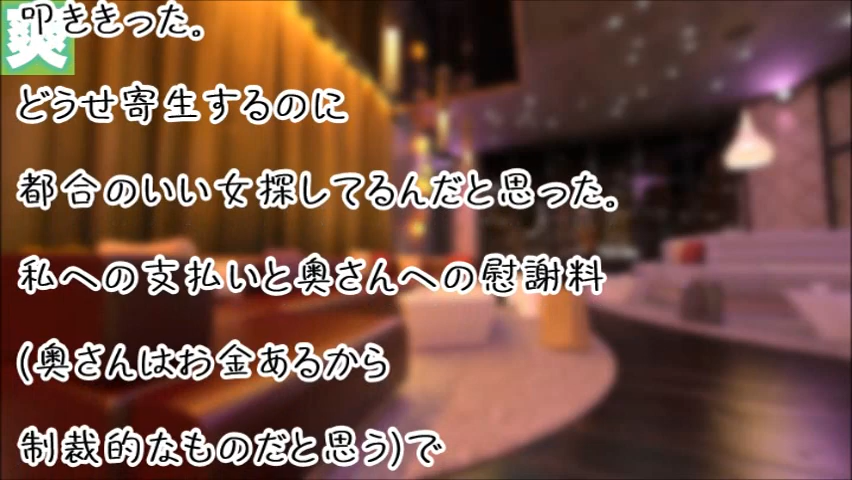 爽
叩ききった。
どうせ寄生するのに
都合のいい女探してるんだと思った。
私への支払いと奥さんへの慰謝料
(奥さんはお金あるから
制裁的なものだと思う)で